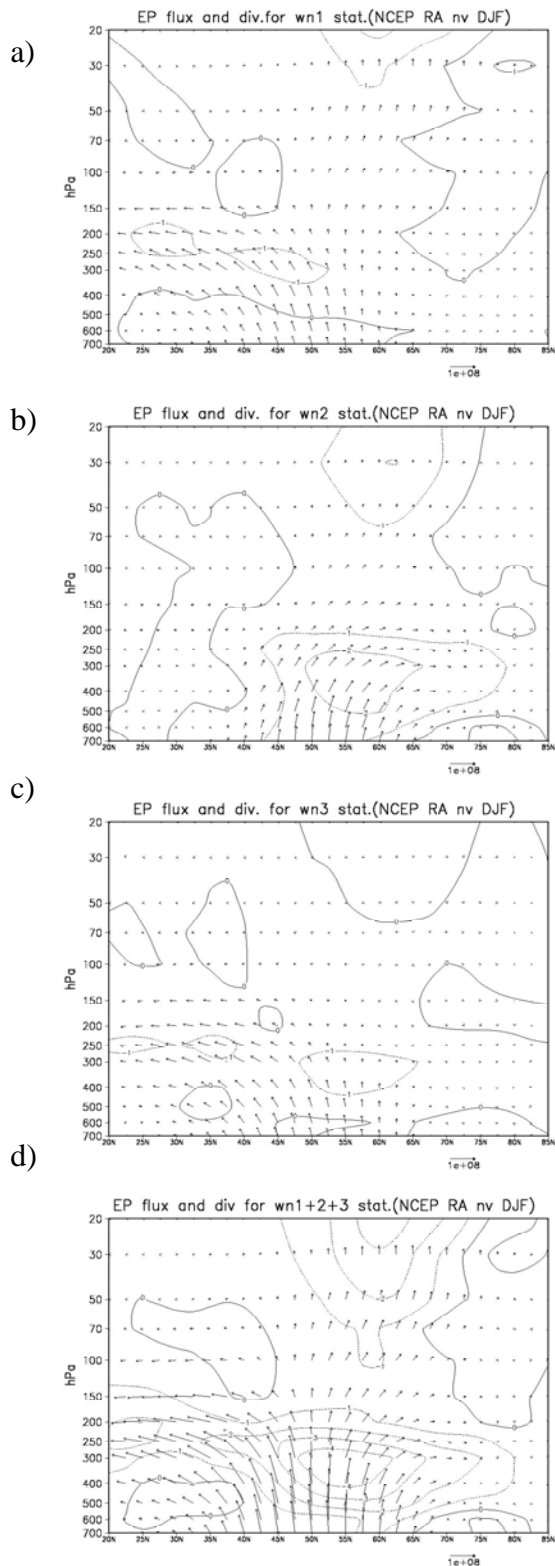 a)
EP flux and div.for wn1 stat.(NCEP RA nv DJF)
20
30
50
70
100
150
200
250
300
400
500
600
700
hPa
20N 25N 30N 35N 40N 45N 50N 55N 60N 65N 70N 75N 80N 85N
1e+08
b)
EP flux and div. for wn2 stat.(NCEP RA nv DJF)
20
30
50
70
100
150
200
250
300
400
500
600
700
hPa
20N 25N 30N 35N 40N 45N 50N 55N 60N 65N 70N 75N 80N 85N
1e+08
c)
EP flux and div. for wn3 stat.(NCEP RA nv DJF)
20
30
50
70
100
150
200
250
300
400
500
600
700
hPa
20N 25N 30N 35N 40N 45N 50N 55N 60N 65N 70N 75N 80N 85N
1e+08
d)
EP flux and div for wn1+2+3 stat.(NCEP RA nv DJF)
20
30
50
70
100
150
200
250
300
400
500
600
700
hPa
20N 25N 30N 35N 40N 45N 50N 55N 60N 65N 70N 75N 80N 85N
1e+08